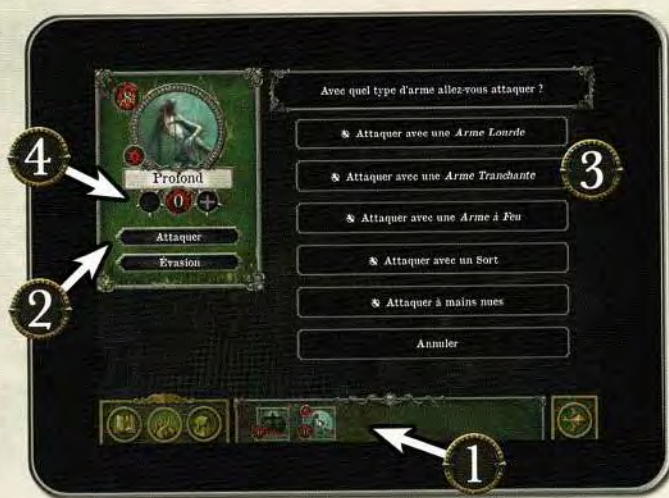 Avec quel type d'arme allez-vous attaquer ?
Attaquer avec une Arme Lourde
Attaquer avec une Arme Tranchante
Attaquer avec une Arme à Feu
Attaquer avec un Sort
Attaquer à mains nues
Annuler
8
Profond
0
Attaquer
Évasion
4
2
3
1